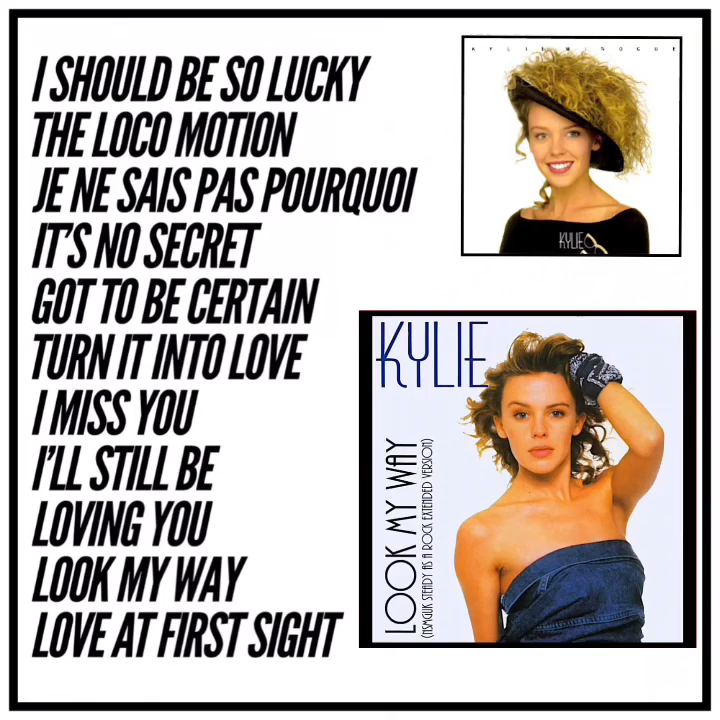 I SHOULD BE SO LUCKY
THE LOCO MOTION
JE NE SAIS PAS POURQUOI
IT'S NO SECRET
GOT TO BE CERTAIN
TURN IT INTO LOVE
I MISS YOU
I'LL STILL BE
LOVING YOU
LOOK MY WAY
LOVE AT FIRST SIGHT
KYLIE MINOGUE
KYLIE
KYLIE
LOOK MY WAY
(NSMGUK STEADY AS A ROCK EXTENDED VERSION)